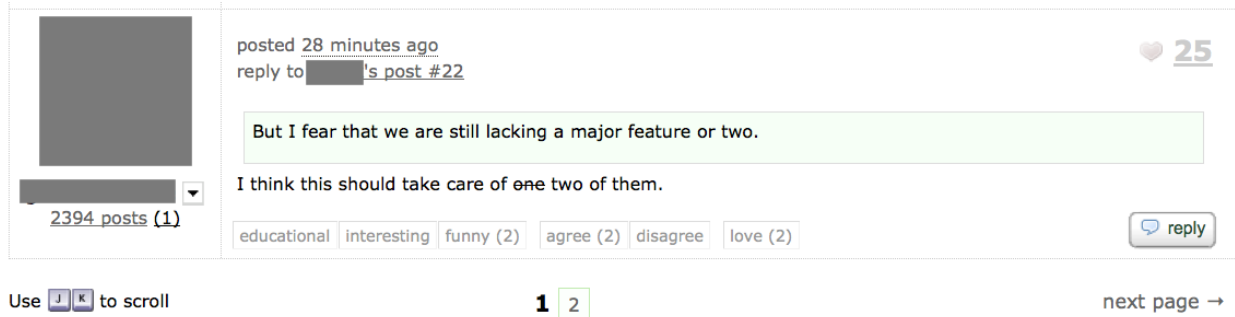 posted 28 minutes ago
25
reply to 's post #22
But I fear that we are still lacking a major feature or two.
I think this should take care of one two of them.
2394 posts (1)
educational interesting funny (2) agree (2) disagree love (2)
reply
Use J K to scroll
1 2
next page →